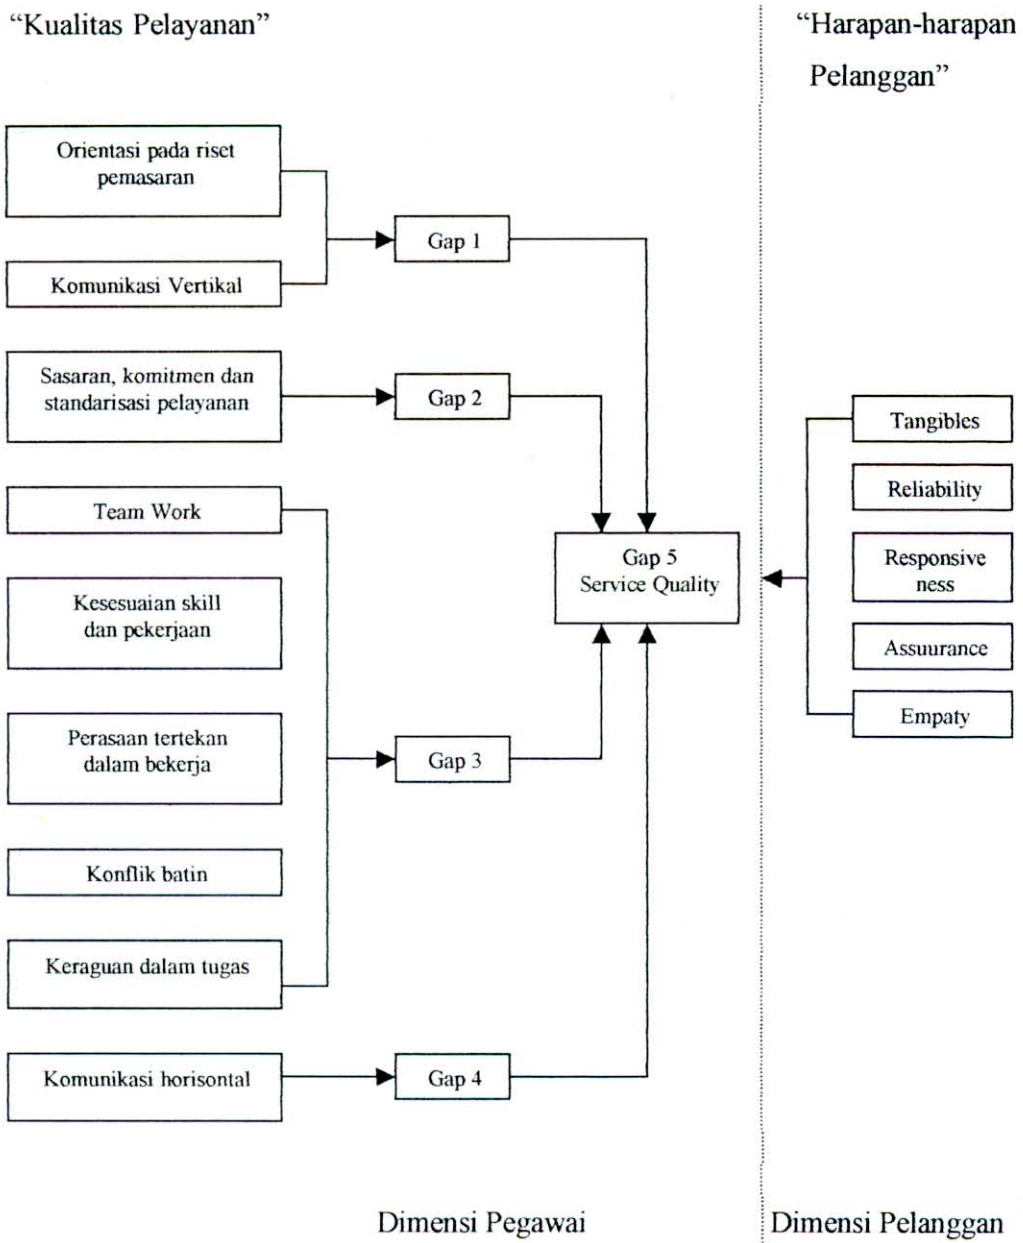 “Kualitas Pelayanan”
“Harapan-harapan
Pelanggan”
Orientasi pada riset
pemasaran
Gap 1
Komunikasi Vertikal
Sasaran, komitmen dan
standarisasi pelayanan
Gap 2
Team Work
Kesesuaian skill
dan pekerjaan
Perasaan tertekan
dalam bekerja
Gap 3
Konflik batin
Keraguan dalam tugas
Komunikasi horisontal
Gap 4
Gap 5
Service Quality
Tangibles
Reliability
Responsive
ness
Assuurance
Empaty
Dimensi Pegawai
Dimensi Pelanggan